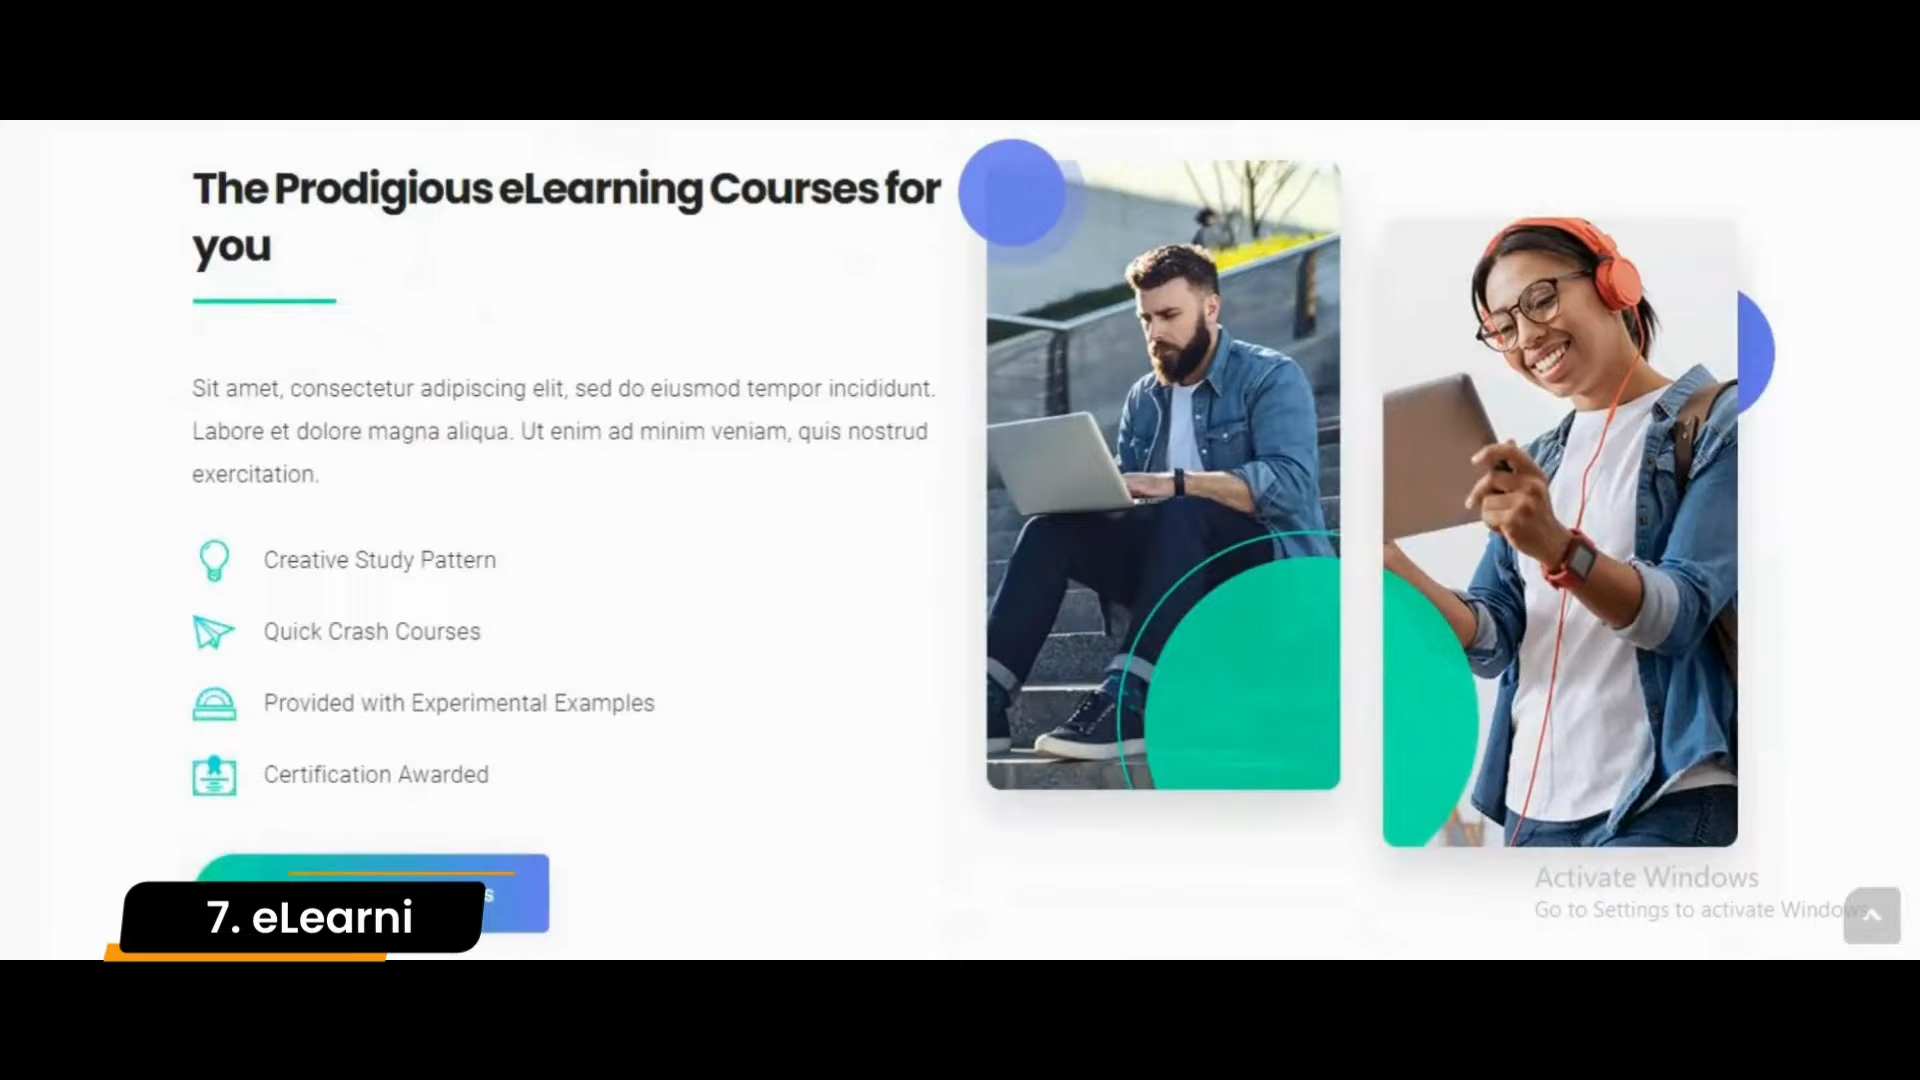 The Prodigious eLearning Courses for
you
Sit amet, consectetur adipiscing elit, sed do eiusmod tempor incididunt.
Labore et dolore magna aliqua. Ut enim ad minim veniam, quis nostrud
exercitation.
Creative Study Pattern
Quick Crash Courses
Provided with Experimental Examples
Certification Awarded
s
7. eLearni
Activate Windows
Go to Settings to activate Windows